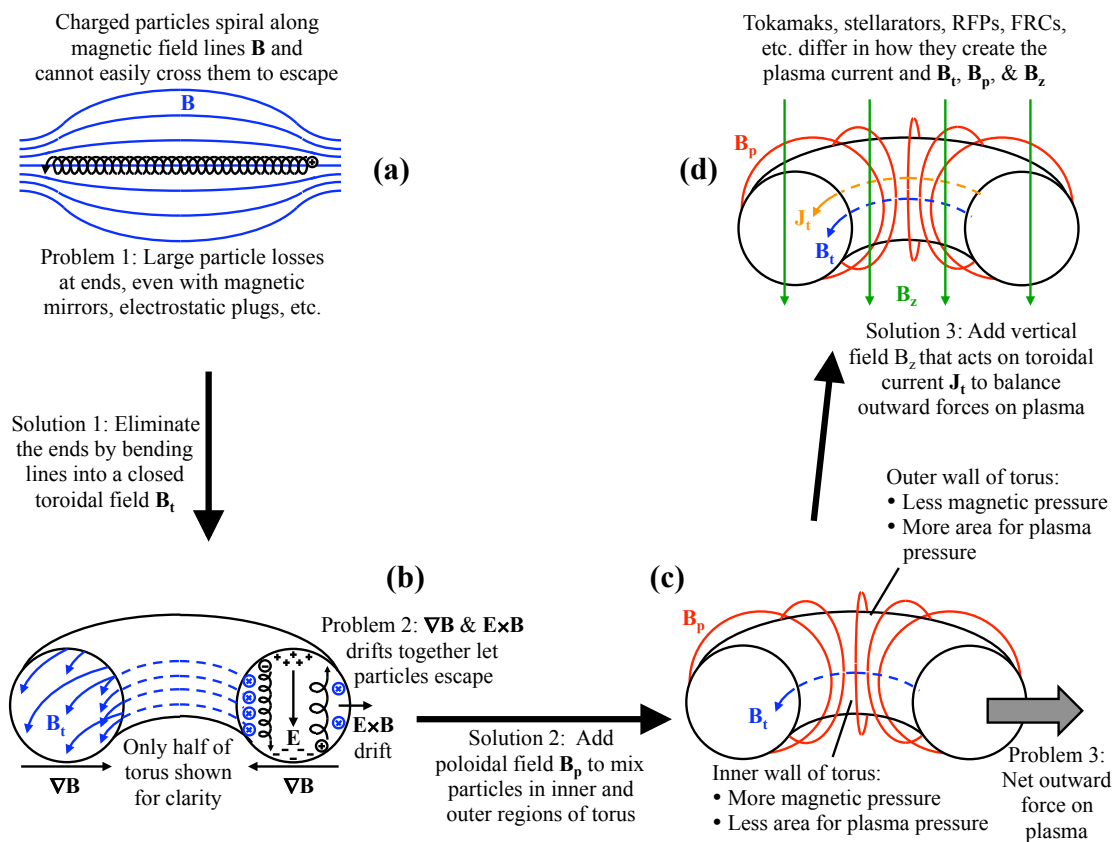 Charged particles spiral along
magnetic field lines B and
cannot easily cross them to escape
B
+
(a)
Problem 1: Large particle losses
at ends, even with magnetic
mirrors, electrostatic plugs, etc.
Solution 1: Eliminate
the ends by bending
lines into a closed
toroidal field Bt
(b)
Problem 2: ∇B & E×B
drifts together let
particles escape
Bt
E
E×B
drift
Only half of
torus shown
for clarity
∇B
∇B
Solution 2: Add
poloidal field Bp to mix
particles in inner and
outer regions of torus
(c)
Outer wall of torus:
• Less magnetic pressure
• More area for plasma
pressure
Bp
Bt
Inner wall of torus:
• More magnetic pressure
• Less area for plasma pressure
Problem 3:
Net outward
force on
plasma
Tokamaks, stellarators, RFPs, FRCs,
etc. differ in how they create the
plasma current and Bt, Bp, & Bz
(d)
Bp
Jt
Bt
Bz
Solution 3: Add vertical
field Bz that acts on toroidal
current Jt to balance
outward forces on plasma